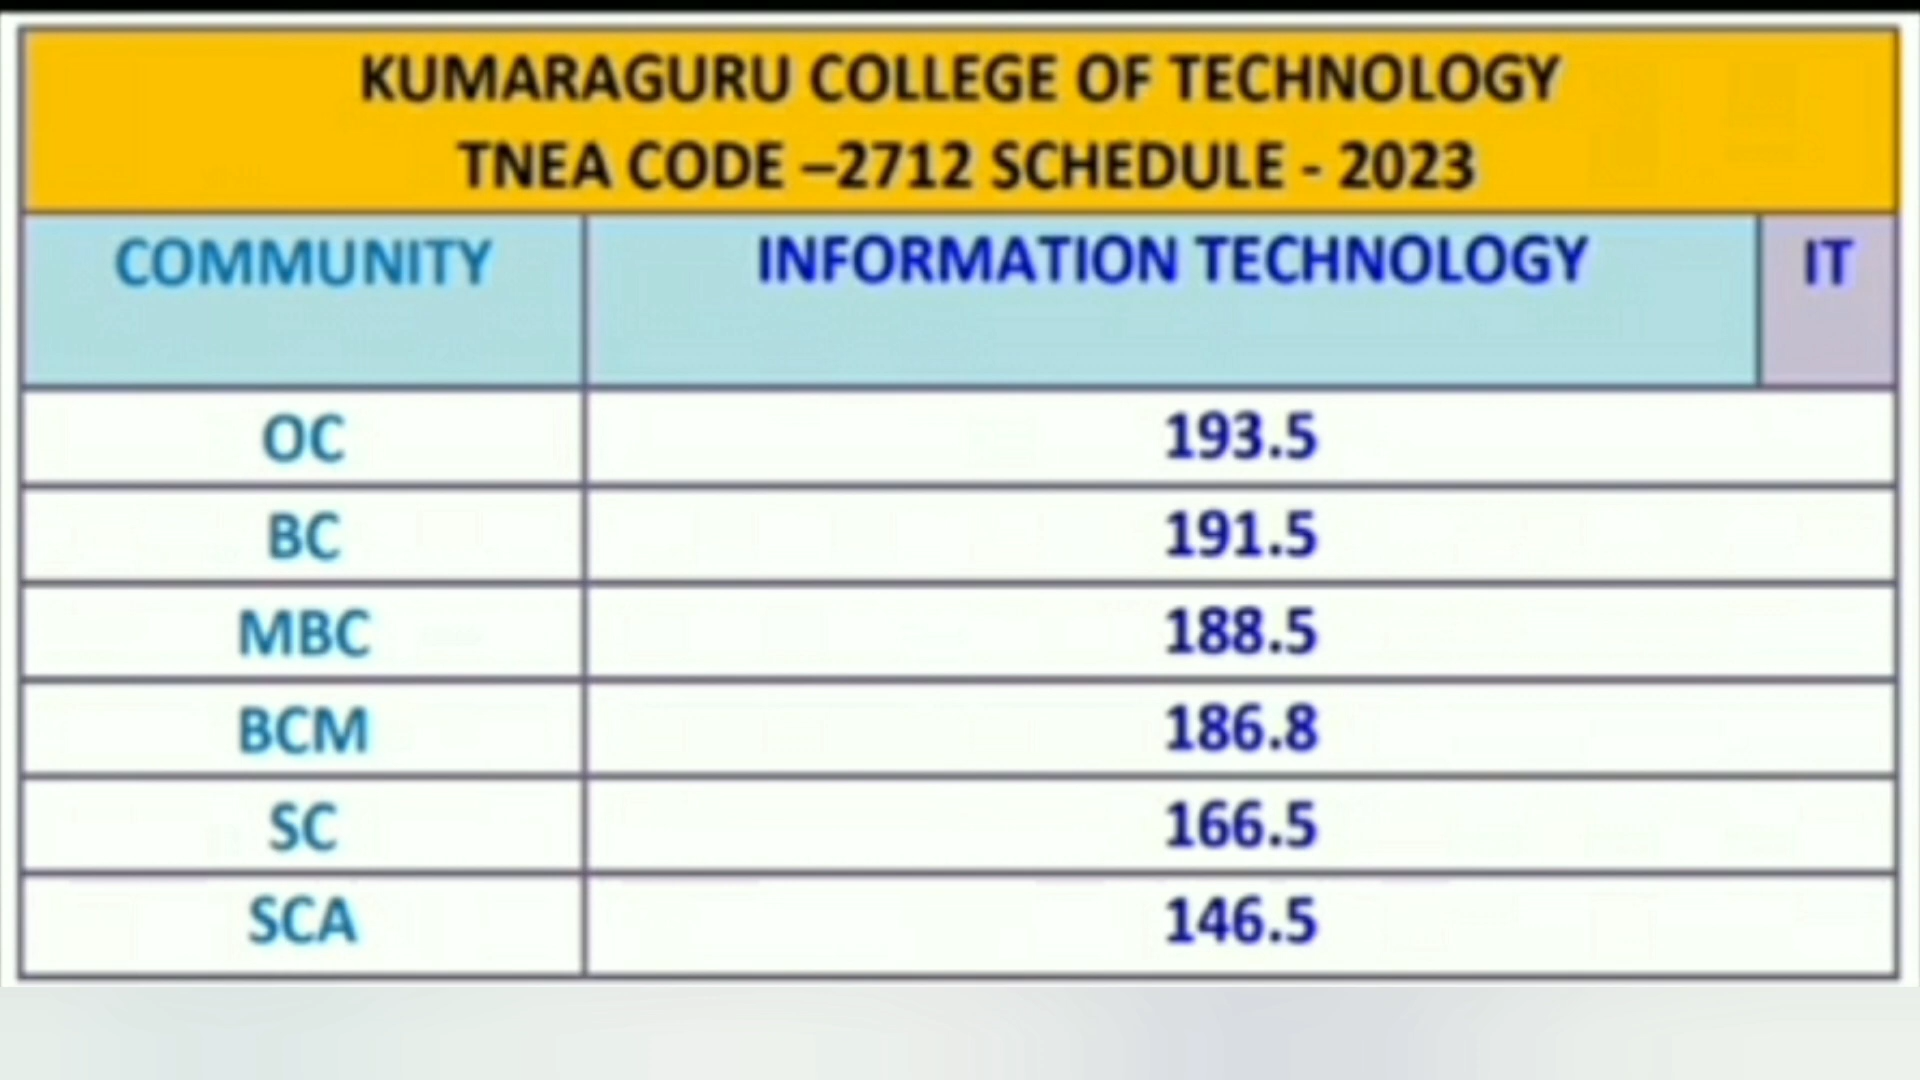 KUMARAGURU COLLEGE OF TECHNOLOGY
TNEA CODE –2712 SCHEDULE - 2023
COMMUNITY INFORMATION TECHNOLOGY IT
OC 193.5
BC 191.5
MBC 188.5
BCM 186.8
SC 166.5
SCA 146.5